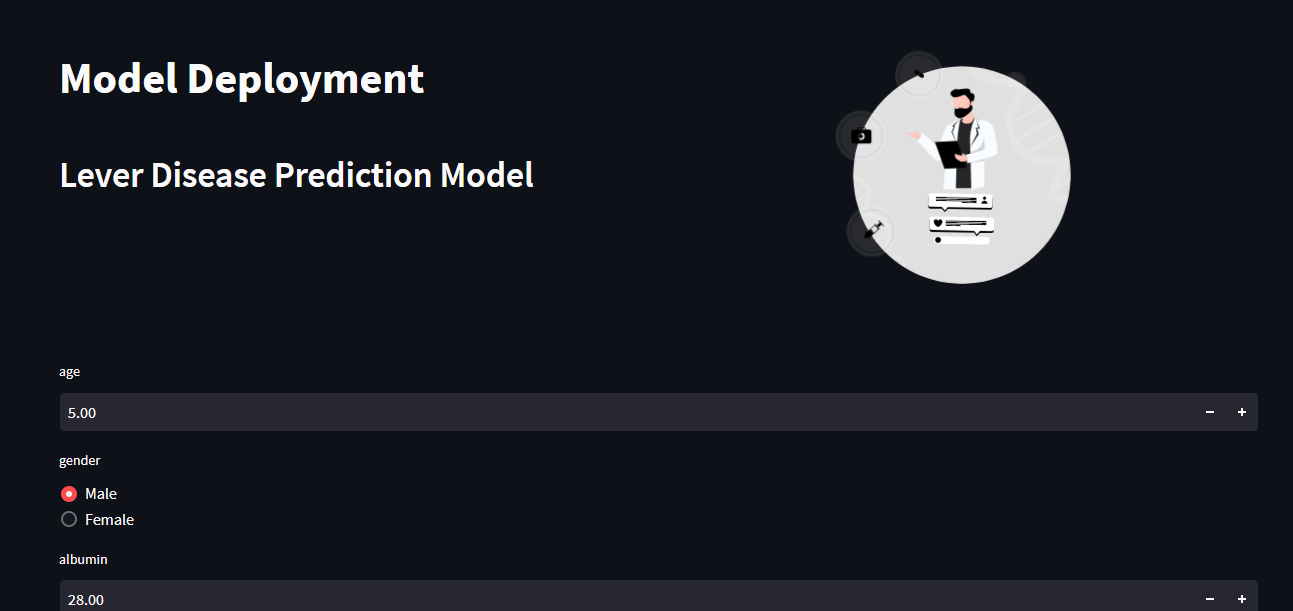 Model Deployment
Lever Disease Prediction Model
age
5.00
gender
Male
Female
albumin
28.00